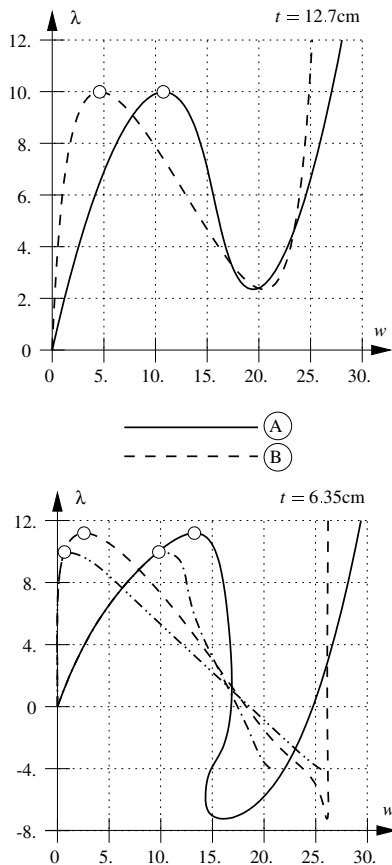 λ
t = 12.7cm
12.
10.
8.
6.
4.
2.
0
w
0. 5. 10. 15. 20. 25. 30.
A
B
λ
t = 6.35cm
12.
8.
4.
0
-4.
-8.
w
0. 5. 10. 15. 20. 25. 30.